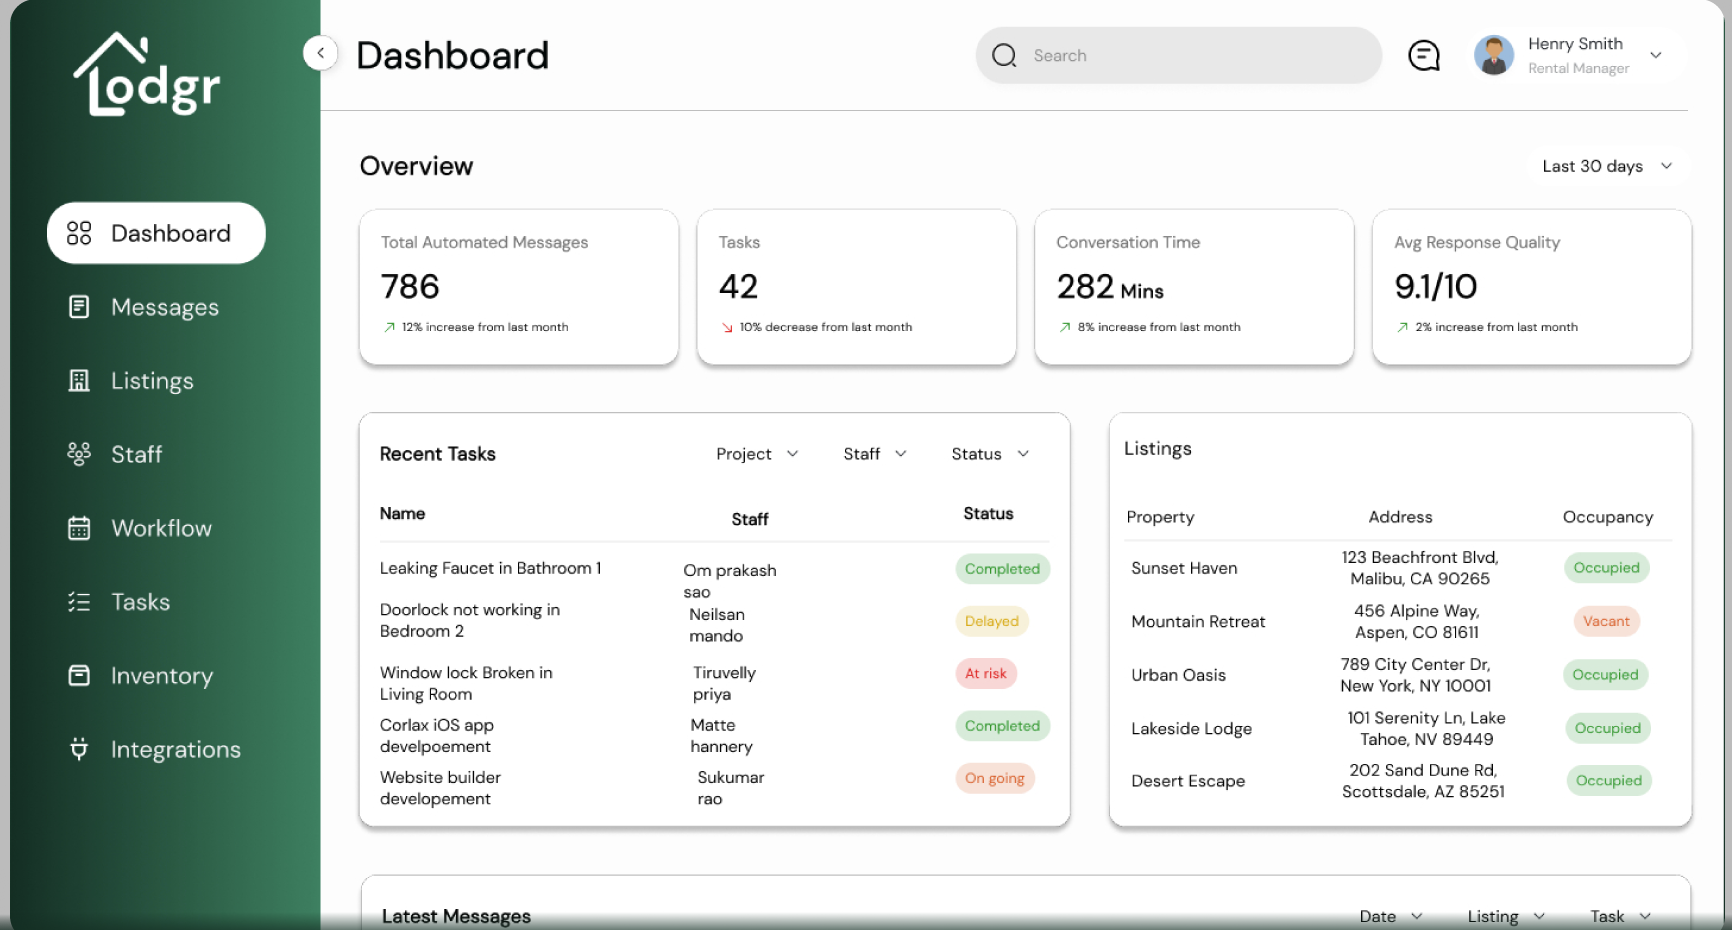 Lodgr
Dashboard
Search
Henry Smith
Rental Manager
Dashboard
Messages
Listings
Staff
Workflow
Tasks
Inventory
Integrations
Overview
Last 30 days
Total Automated Messages
786
12% increase from last month
Tasks
42
10% decrease from last month
Conversation Time
282 Mins
8% increase from last month
Avg Response Quality
9.1/10
2% increase from last month
Recent Tasks
Project
Staff
Status
Name
Staff
Status
Leaking Faucet in Bathroom 1
Om prakash
sao
Completed
Doorlock not working in
Bedroom 2
Neilsan
mando
Delayed
Window lock Broken in
Living Room
Tiruvelly
priya
At risk
Corlax iOS app
develpoement
Matte
hannery
Completed
Website builder
developement
Sukumar
rao
On going
Listings
Property
Address
Occupancy
Sunset Haven
123 Beachfront Blvd,
Malibu, CA 90265
Occupied
Mountain Retreat
456 Alpine Way,
Aspen, CO 81611
Vacant
Urban Oasis
789 City Center Dr,
New York, NY 10001
Occupied
Lakeside Lodge
101 Serenity Ln, Lake
Tahoe, NV 89449
Occupied
Desert Escape
202 Sand Dune Rd,
Scottsdale, AZ 85251
Occupied
Latest Messages
Date
Listing
Task